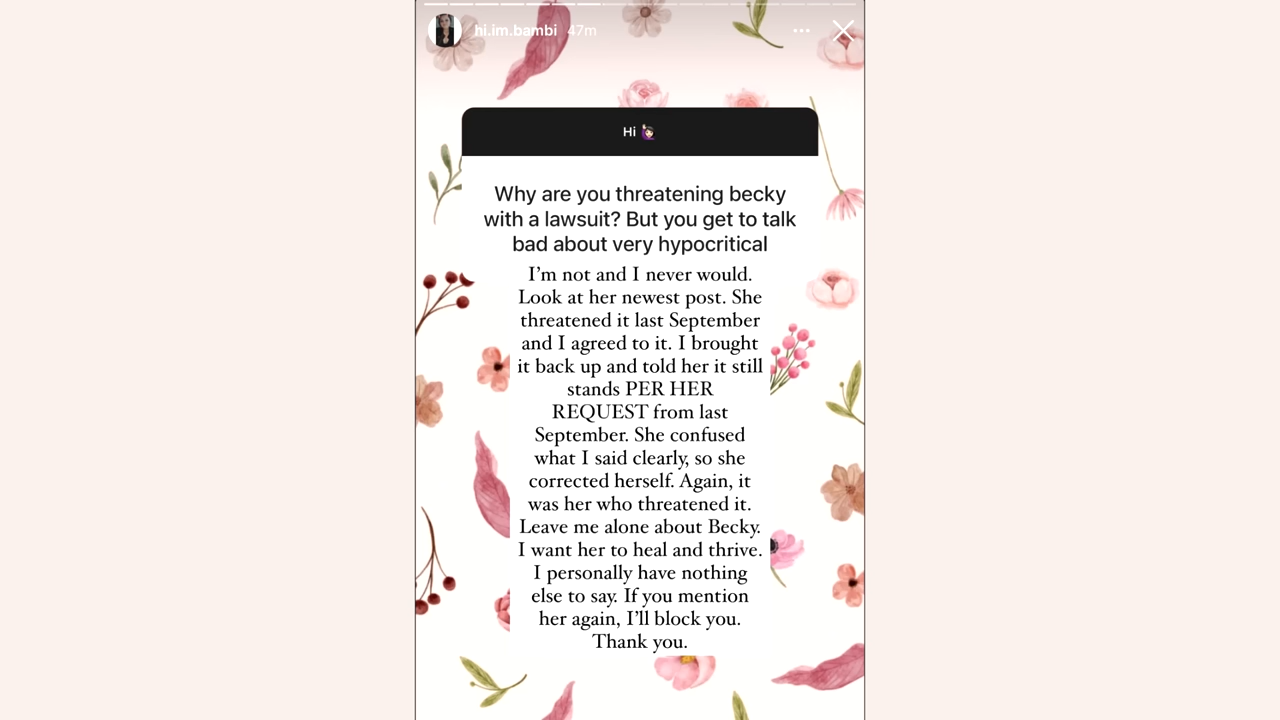 hi.im.bambi 47m
Hi 🙋🏻‍♀️
Why are you threatening becky
with a lawsuit? But you get to talk
bad about very hypocritical
I'm not and I never would.
Look at her newest post. She
threatened it last September
and I agreed to it. I brought
it back up and told her it still
stands PER HER
REQUEST from last
September. She confused
what I said clearly, so she
corrected herself. Again, it
was her who threatened it.
Leave me alone about Becky.
I want her to heal and thrive.
I personally have nothing
else to say. If you mention
her again, I'll block you.
Thank you.